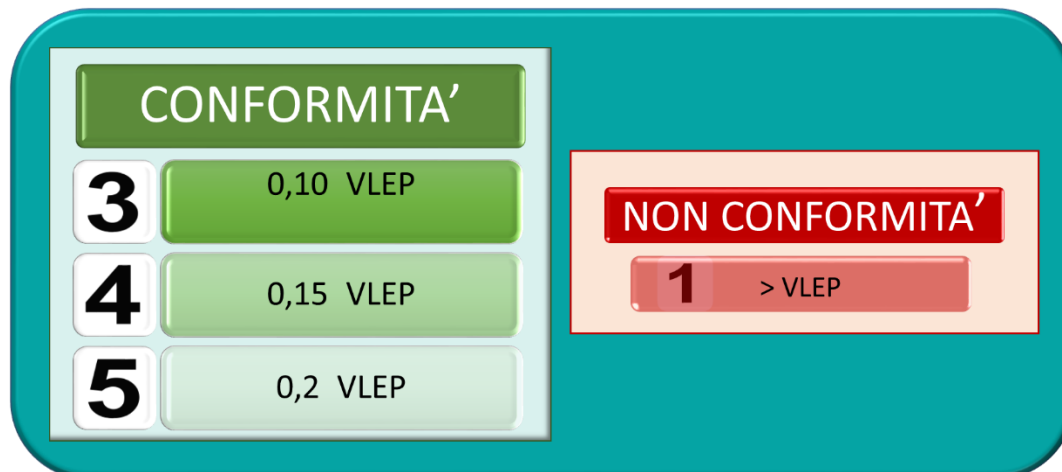 CONFORMITA’
3 0,10 VLEP
4 0,15 VLEP
5 0,2 VLEP
NON CONFORMITA’
1 > VLEP